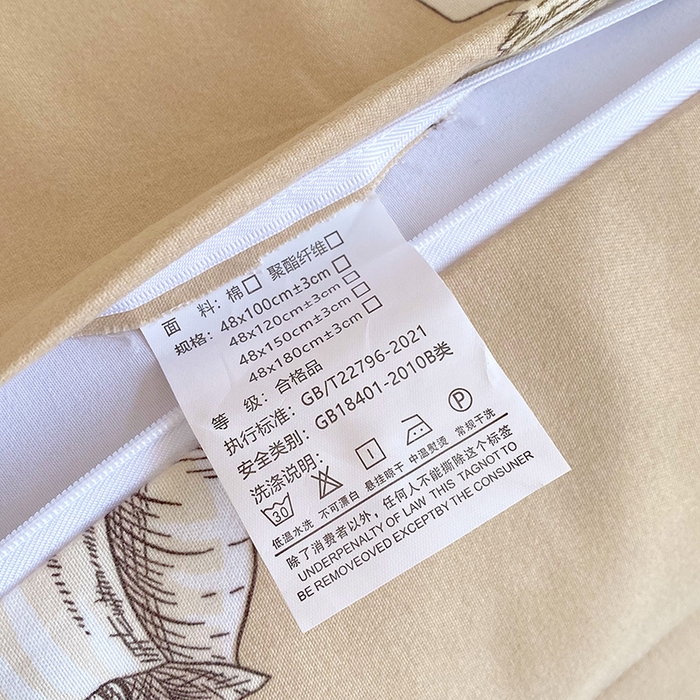 面 料：棉□ 聚酯纤维□
规格：48x100cm±3cm□
48x120cm±3cm□
48x150cm±3cm□
48x180cm±3cm□
等 级：合格品
执行标准：GB/T22796-2021
安全类别：GB18401-2010B类
洗涤说明：
30
P
低温水洗 不可漂白 悬挂晾干 中温熨烫 常规干洗
除了消费者以外，任何人不能撕除这个标签
UNDERPENALTY OF LAW THIS TAGNOT TO
BE REMOVEOVED EXCEPTBY THE CONSUNER